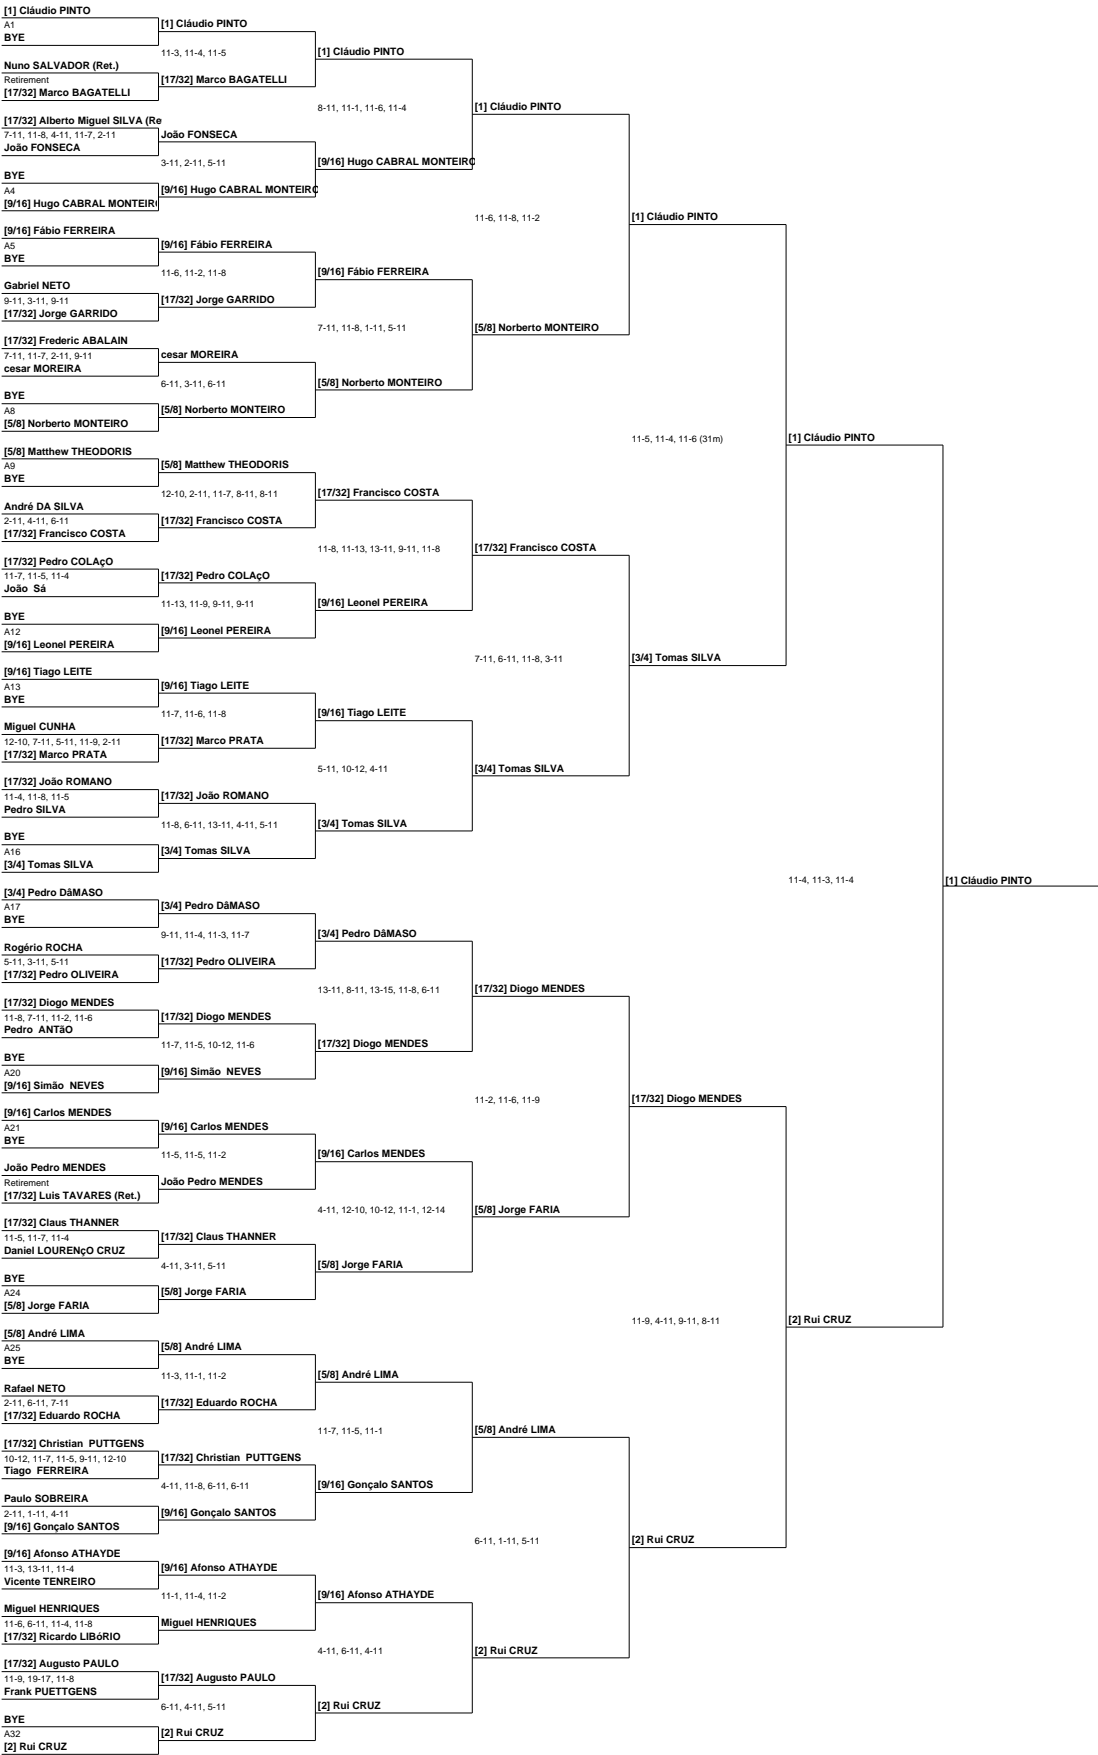 [1] Cláudio PINTO
A1
BYE
Nuno SALVADOR (Ret.)
Retirement
[17/32] Marco BAGATELLI
[17/32] Alberto Miguel SILVA (Re
7-11, 11-8, 4-11, 11-7, 2-11
João FONSECA
BYE
A4
[9/16] Hugo CABRAL MONTEIR
[9/16] Fábio FERREIRA
A5
BYE
Gabriel NETO
9-11, 3-11, 9-11
[17/32] Jorge GARRIDO
[17/32] Frederic ABALAIN
7-11, 11-7, 2-11, 9-11
cesar MOREIRA
BYE
A8
[5/8] Norberto MONTEIRO
[5/8] Matthew THEODORIS
A9
BYE
André DA SILVA
2-11, 4-11, 6-11
[17/32] Francisco COSTA
[17/32] Pedro COLAçO
11-7, 11-5, 11-4
João  Sá
BYE
A12
[9/16] Leonel PEREIRA
[9/16] Tiago LEITE
A13
BYE
Miguel CUNHA
12-10, 7-11, 5-11, 11-9, 2-11
[17/32] Marco PRATA
[17/32] João ROMANO
11-4, 11-8, 11-5
Pedro SILVA
BYE
A16
[3/4] Tomas SILVA
[3/4] Pedro DâMASO
A17
BYE
Rogério ROCHA
5-11, 3-11, 5-11
[17/32] Pedro OLIVEIRA
[17/32] Diogo MENDES
11-8, 7-11, 11-2, 11-6
Pedro  ANTãO
BYE
A20
[9/16] Simão  NEVES
[9/16] Carlos MENDES
A21
BYE
João Pedro MENDES
Retirement
[17/32] Luis TAVARES (Ret.)
[17/32] Claus THANNER
11-5, 11-7, 11-4
Daniel LOURENçO CRUZ
BYE
A24
[5/8] Jorge FARIA
[5/8] André LIMA
A25
BYE
Rafael NETO
2-11, 6-11, 7-11
[17/32] Eduardo ROCHA
[17/32] Christian  PUTTGENS
10-12, 11-7, 11-5, 9-11, 12-10
Tiago  FERREIRA
Paulo SOBREIRA
2-11, 1-11, 4-11
[9/16] Gonçalo SANTOS
[9/16] Afonso ATHAYDE
11-3, 13-11, 11-4
Vicente TENREIRO
Miguel HENRIQUES
11-6, 6-11, 11-4, 11-8
[17/32] Ricardo LIBóRIO
[17/32] Augusto PAULO
11-9, 19-17, 11-8
Frank PUETTGENS
BYE
A32
[2] Rui CRUZ
[1] Cláudio PINTO
11-3, 11-4, 11-5
[17/32] Marco BAGATELLI
João FONSECA
3-11, 2-11, 5-11
[9/16] Hugo CABRAL MONTEIRO
[9/16] Fábio FERREIRA
11-6, 11-2, 11-8
[17/32] Jorge GARRIDO
cesar MOREIRA
6-11, 3-11, 6-11
[5/8] Norberto MONTEIRO
[5/8] Matthew THEODORIS
12-10, 2-11, 11-7, 8-11, 8-11
[17/32] Francisco COSTA
[17/32] Pedro COLAçO
11-13, 11-9, 9-11, 9-11
[9/16] Leonel PEREIRA
[9/16] Tiago LEITE
11-7, 11-6, 11-8
[17/32] Marco PRATA
[17/32] João ROMANO
11-8, 6-11, 13-11, 4-11, 5-11
[3/4] Tomas SILVA
[3/4] Pedro DâMASO
9-11, 11-4, 11-3, 11-7
[17/32] Pedro OLIVEIRA
[17/32] Diogo MENDES
11-7, 11-5, 10-12, 11-6
[9/16] Simão  NEVES
[9/16] Carlos MENDES
11-5, 11-5, 11-2
João Pedro MENDES
[17/32] Claus THANNER
4-11, 3-11, 5-11
[5/8] Jorge FARIA
[5/8] André LIMA
11-3, 11-1, 11-2
[17/32] Eduardo ROCHA
[17/32] Christian  PUTTGENS
4-11, 11-8, 6-11, 6-11
[9/16] Gonçalo SANTOS
[9/16] Afonso ATHAYDE
11-1, 11-4, 11-2
Miguel HENRIQUES
[17/32] Augusto PAULO
6-11, 4-11, 5-11
[2] Rui CRUZ
[1] Cláudio PINTO
8-11, 11-1, 11-6, 11-4
[9/16] Hugo CABRAL MONTEIRO
[9/16] Fábio FERREIRA
7-11, 11-8, 1-11, 5-11
[5/8] Norberto MONTEIRO
[17/32] Francisco COSTA
11-8, 11-13, 13-11, 9-11, 11-8
[9/16] Leonel PEREIRA
[9/16] Tiago LEITE
5-11, 10-12, 4-11
[3/4] Tomas SILVA
[3/4] Pedro DâMASO
13-11, 8-11, 13-15, 11-8, 6-11
[17/32] Diogo MENDES
[9/16] Carlos MENDES
4-11, 12-10, 10-12, 11-1, 12-14
[5/8] Jorge FARIA
[5/8] André LIMA
11-7, 11-5, 11-1
[9/16] Gonçalo SANTOS
[9/16] Afonso ATHAYDE
4-11, 6-11, 4-11
[2] Rui CRUZ
[1] Cláudio PINTO
11-6, 11-8, 11-2
[5/8] Norberto MONTEIRO
[17/32] Francisco COSTA
7-11, 6-11, 11-8, 3-11
[3/4] Tomas SILVA
[17/32] Diogo MENDES
11-2, 11-6, 11-9
[5/8] Jorge FARIA
[5/8] André LIMA
6-11, 1-11, 5-11
[2] Rui CRUZ
[1] Cláudio PINTO
11-5, 11-4, 11-6 (31m)
[3/4] Tomas SILVA
[17/32] Diogo MENDES
11-9, 4-11, 9-11, 8-11
[2] Rui CRUZ
[1] Cláudio PINTO
11-4, 11-3, 11-4
[2] Rui CRUZ
[1] Cláudio PINTO